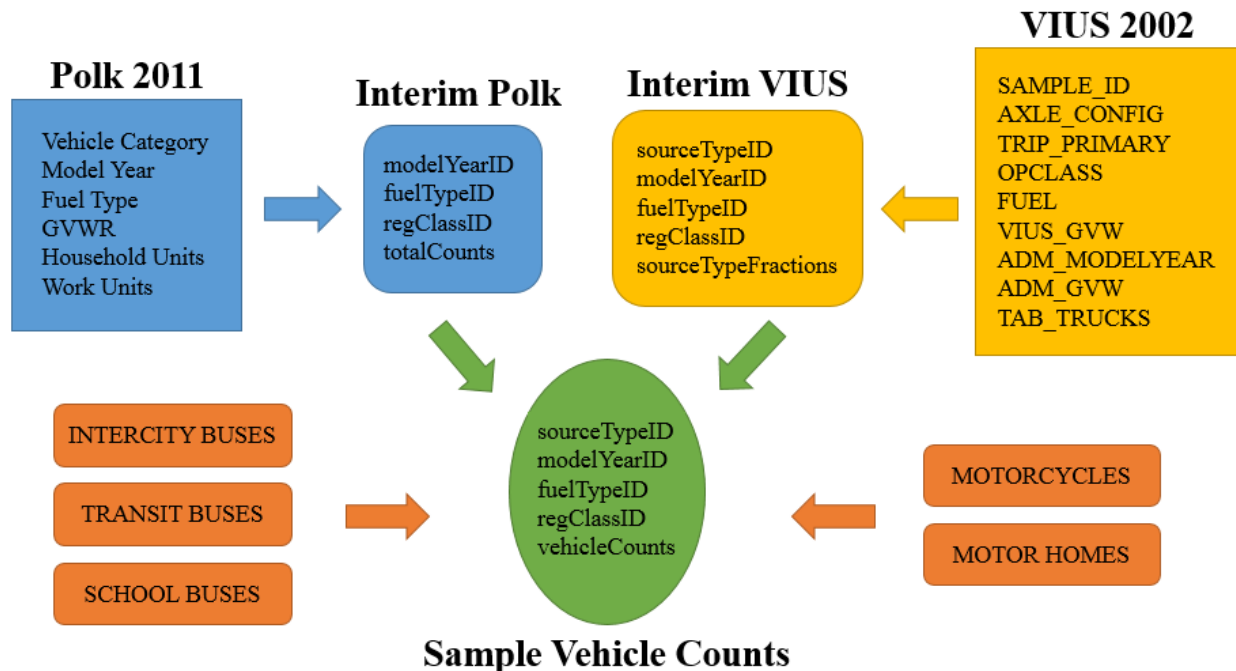 Polk 2011
Vehicle Category
Model Year
Fuel Type
GVWR
Household Units
Work Units
Interim Polk
modelYearID
fuelTypeID
regClassID
totalCounts
Interim VIUS
sourceTypeID
modelYearID
fuelTypeID
regClassID
sourceTypeFractions
VIUS 2002
SAMPLE_ID
AXLE_CONFIG
TRIP_PRIMARY
OPCLASS
FUEL
VIUS_GVW
ADM_MODELYEAR
ADM_GVW
TAB_TRUCKS
INTERCITY BUSES
TRANSIT BUSES
SCHOOL BUSES
sourceTypeID
modelYearID
fuelTypeID
regClassID
vehicleCounts
MOTORCYCLES
MOTOR HOMES
Sample Vehicle Counts